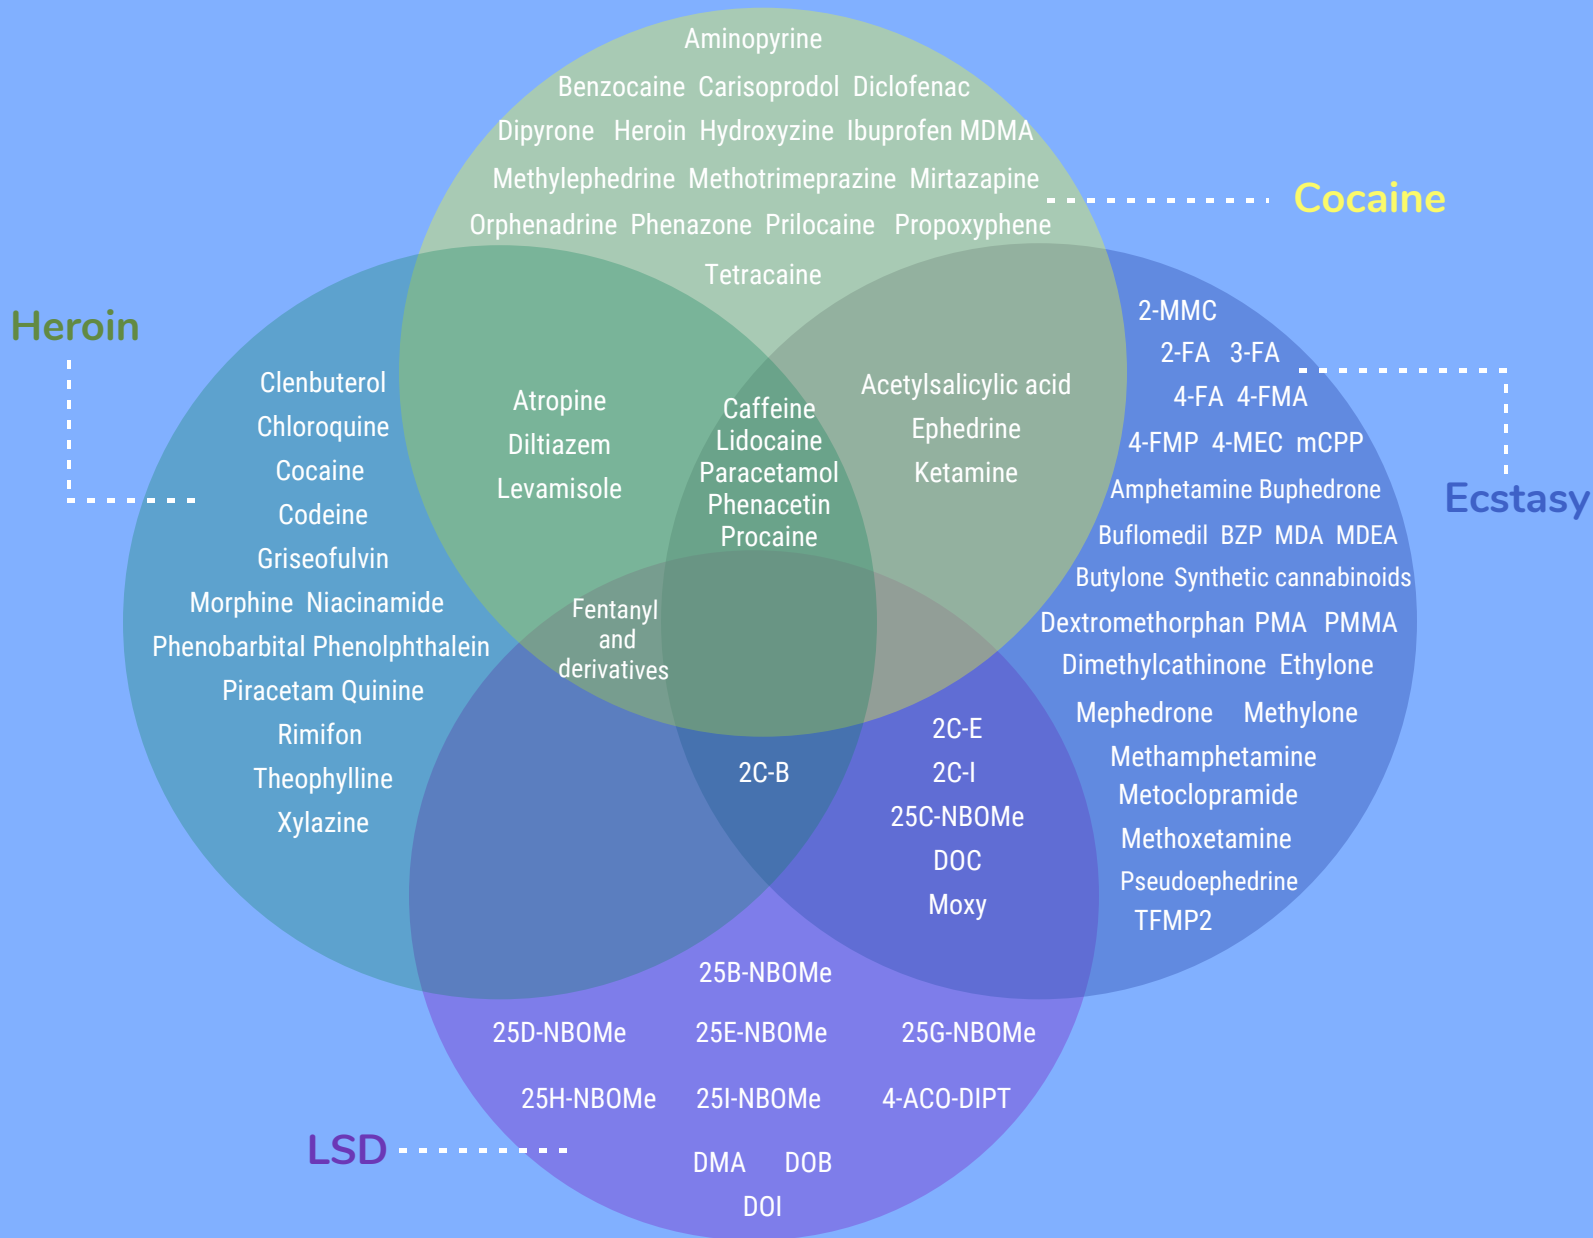 Aminopyrine
Benzocaine Carisoprodol Diclofenac
Dipyrone Heroin Hydroxyzine Ibuprofen MDMA
Methylephedrine Methotrimeprazine Mirtazapine
Orphenadrine Phenazone Prilocaine Propoxyphene
Tetracaine
Cocaine
Heroin
Clenbuterol
Chloroquine
Cocaine
Codeine
Griseofulvin
Morphine Niacinamide
Phenobarbital Phenolphthalein
Piracetam Quinine
Rimifon
Theophylline
Xylazine
Atropine
Diltiazem
Levamisole
Caffeine
Lidocaine
Paracetamol
Phenacetin
Procaine
Acetylsalicylic acid
Ephedrine
Ketamine
Fentanyl
and
derivatives
2C-B
2C-E
2C-I
25C-NBOMe
DOC
Moxy
2-MMC
2-FA 3-FA
4-FA 4-FMA
4-FMP 4-MEC mCPP
Amphetamine Buphedrone
Buflomedil BZP MDA MDEA
Butylone Synthetic cannabinoids
Dextromethorphan PMA PMMA
Dimethylcathinone Ethylone
Mephedrone Methylone
Methamphetamine
Metoclopramide
Methoxetamine
Pseudoephedrine
TFMP2
Ecstasy
25B-NBOMe
25D-NBOMe 25E-NBOMe 25G-NBOMe
25H-NBOMe 25I-NBOMe 4-ACO-DIPT
LSD
DMA DOB
DOI